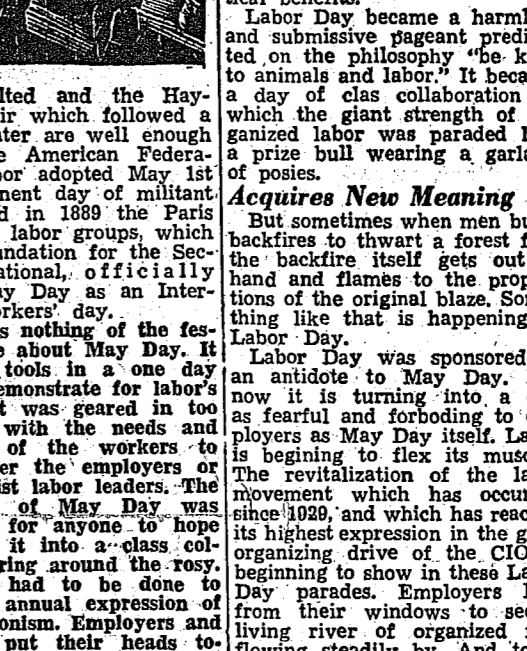 lted and the Hay-
ir which followed a
ter are well enough
e American Federa-
or adopted May 1st
nent day of militant
d in 1889 the Paris
labor groups, which
undation for the Sec-
ational, officially
ay Day as an Inter-
orkers' day.
s nothing of the fes-
e about May Day. It
tools in a one day
emonstrate for labor's
t was geared in too
with the needs and
of the workers to
er the employers or
ist labor leaders. The
of May Day was
for anyone to hope
it into a class col-
ring around the rosy.
had to be done to
annual expression of
onism. Employers and
put their heads to-
Labor Day became a harml
and submissive pageant predi
ted on the philosophy "be k
to animals and labor." It beca
a day of clas collaboration
which the giant strength of
ganized labor was paraded l
a prize bull wearing a garla
of posies.
Acquires New Meaning
But sometimes when men bu
backfires to thwart a forest f
the backfire itself gets out
hand and flames to the prop
tions of the original blaze. So
thing like that is happening
Labor Day.
Labor Day was sponsored
an antidote to May Day.
now it is turning into a
as fearful and forboding to
ployers as May Day itself. La
is begining to flex its musc
The revitalization of the la
movement which has occur
since 1929, and which has reac
its highest expression in the g
organizing drive of the CIO
beginning to show in these La
Day parades. Employers l
from their windows to see
living river of organized
flowing steadily by. And